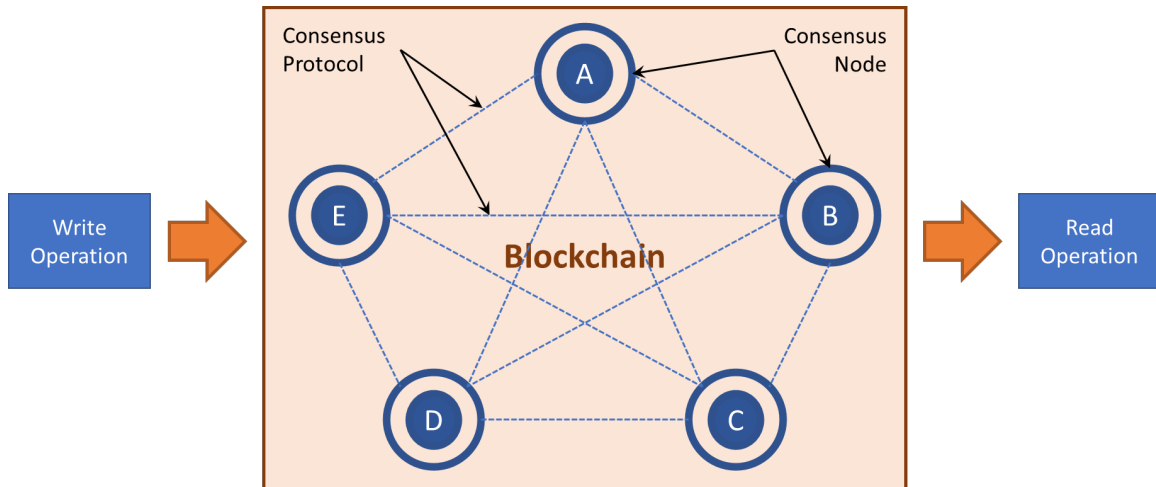 Consensus
Protocol
Consensus
Node
A
Write
Operation
E
B
Read
Operation
Blockchain
D
C